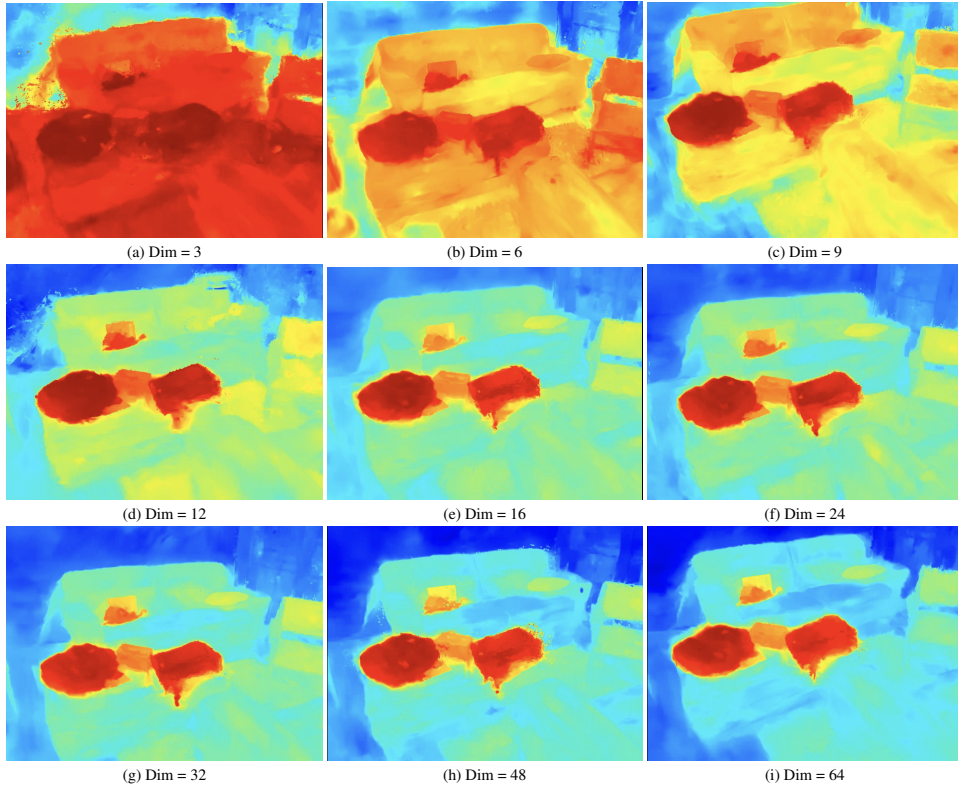 (a) Dim = 3
(b) Dim = 6
(c) Dim = 9
(d) Dim = 12
(e) Dim = 16
(f) Dim = 24
(g) Dim = 32
(h) Dim = 48
(i) Dim = 64